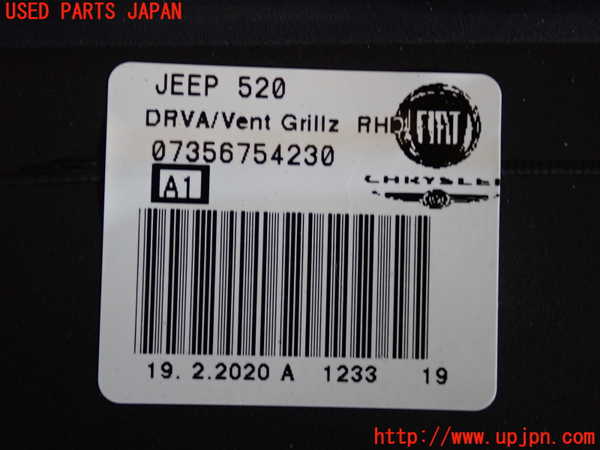 USED PARTS JAPAN
JEEP 520
DRVA/Vent Grillz RHD
FIAT
07356754230
A1
CHRYSLER
19. 2.2020 A 1233 19
http://www.upjpn.com/